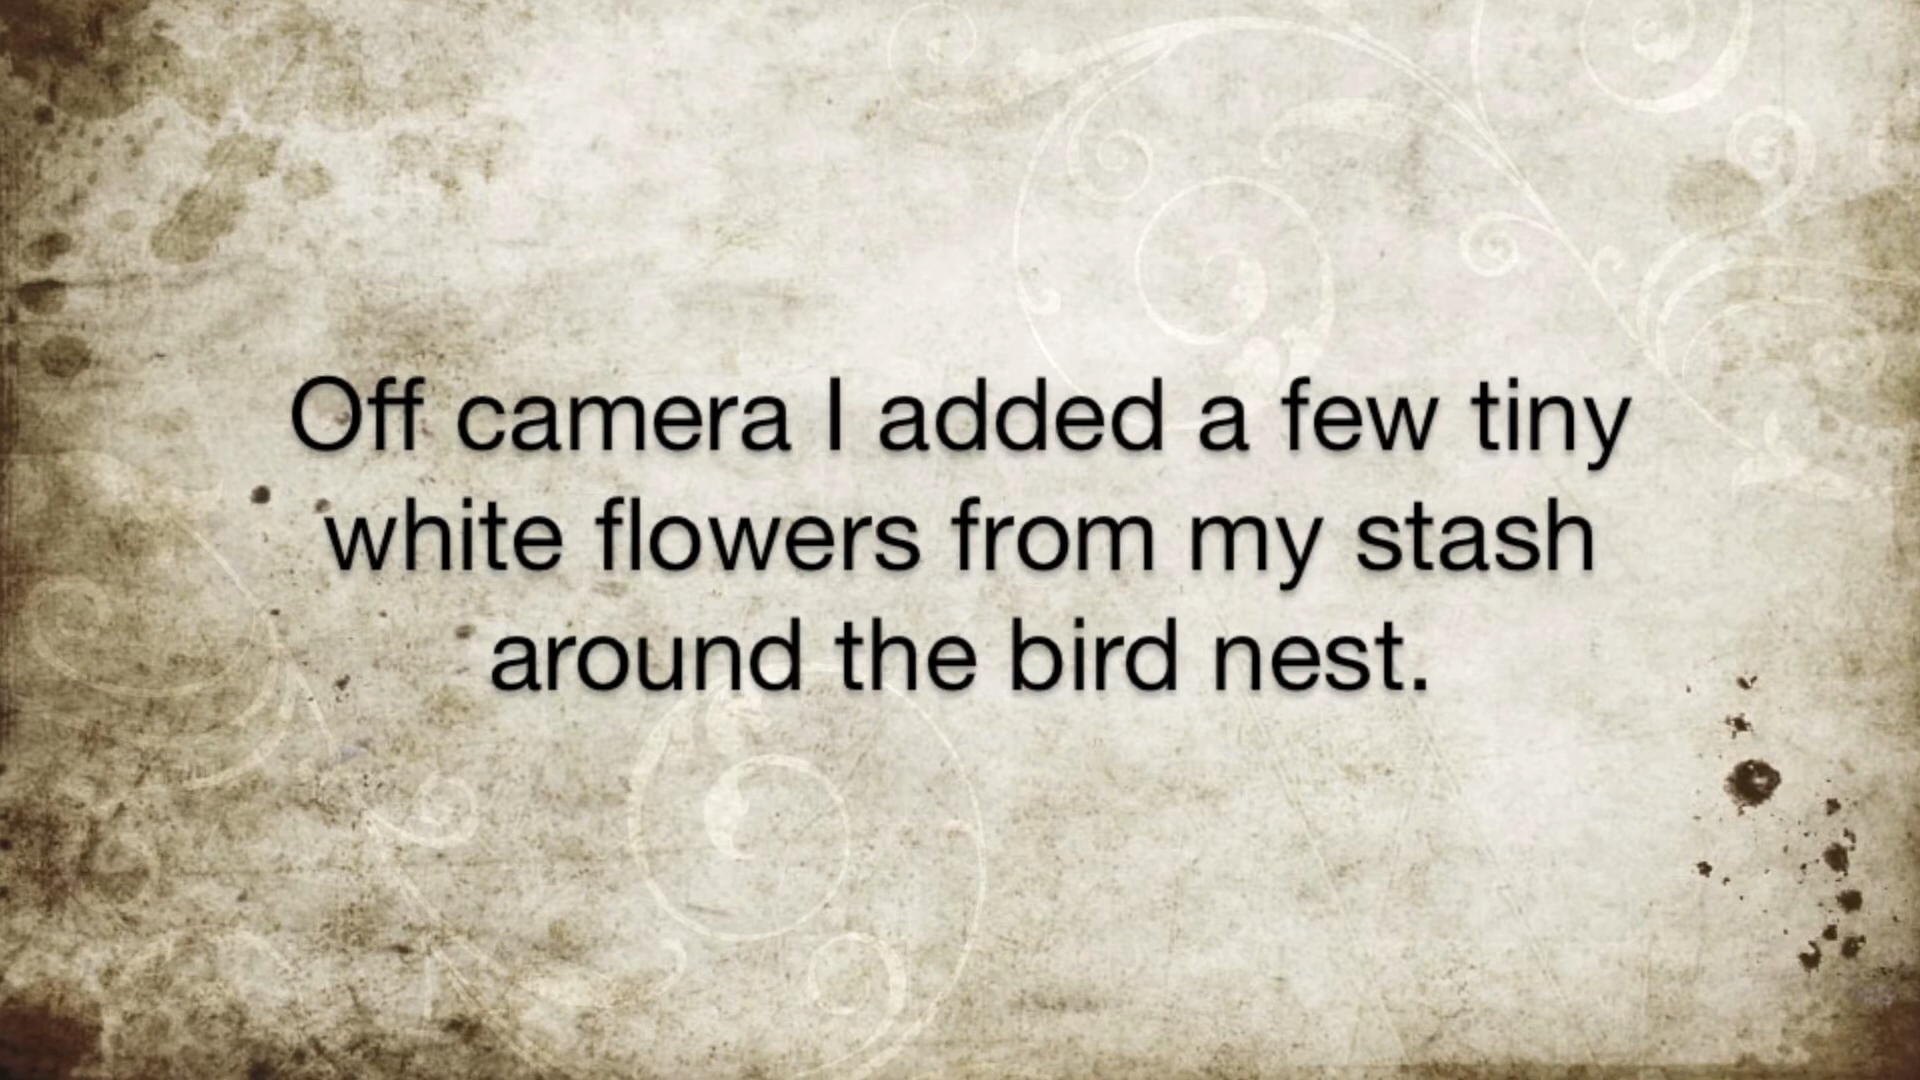 Off camera I added a few tiny
white flowers from my stash
around the bird nest.